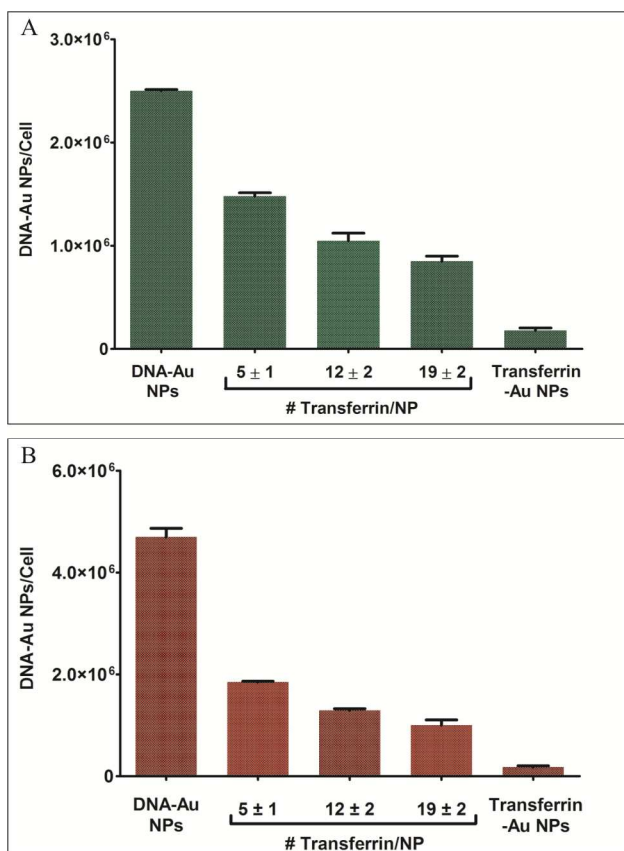 A
DNA-Au NPs/Cell
3.0×10⁶
2.0×10⁶
1.0×10⁶
0
DNA-Au
NPs
5 ± 1 12 ± 2 19 ± 2
Transferrin
-Au NPs
# Transferrin/NP
B
DNA-Au NPs/Cell
6.0×10⁶
4.0×10⁶
2.0×10⁶
0
DNA-Au
NPs
5 ± 1 12 ± 2 19 ± 2
Transferrin
-Au NPs
# Transferrin/NP